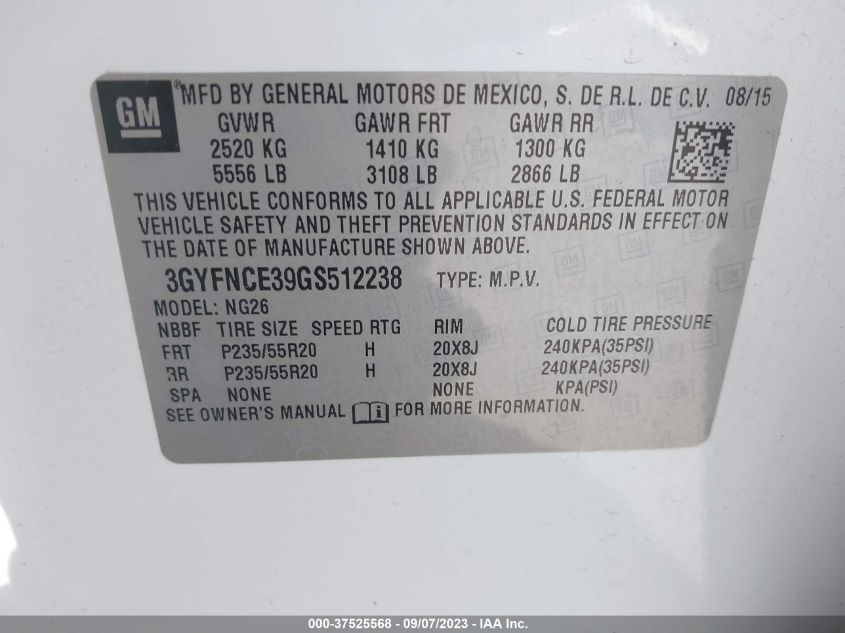 GM
MFD BY GENERAL MOTORS DE MEXICO, S. DE R.L. DE C.V. 08/15
GVWR GAWR FRT GAWR RR
2520 KG 1410 KG 1300 KG
5556 LB 3108 LB 2866 LB
THIS VEHICLE CONFORMS TO ALL APPLICABLE U.S. FEDERAL MOTOR
VEHICLE SAFETY AND THEFT PREVENTION STANDARDS IN EFFECT ON
THE DATE OF MANUFACTURE SHOWN ABOVE.
3GYFNCE39GS512238 TYPE: M.P.V.
MODEL: NG26
NBBF TIRE SIZE SPEED RTG RIM COLD TIRE PRESSURE
FRT P235/55R20 H 20X8J 240KPA(35PSI)
RR P235/55R20 H 20X8J 240KPA(35PSI)
SPA NONE NONE KPA(PSI)
SEE OWNER'S MANUAL FOR MORE INFORMATION.
000-37525568 - 09/07/2023 - IAA Inc.